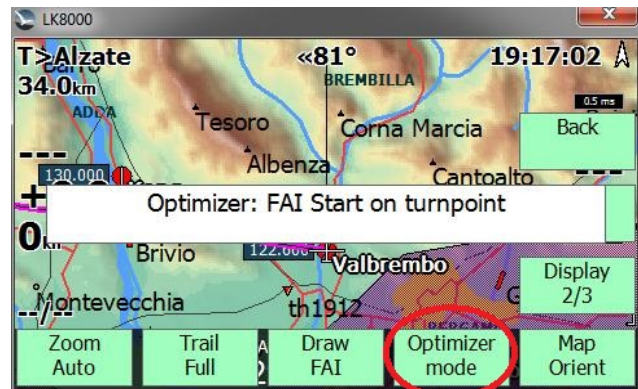 LK8000
T>Alzate
«81°
19:17:02
34.0km
BREMBILLA
ADDA
Tesoro
Corna Marcia
0.5 ms
Back
Albenza
Cantoalto
---
---
130.000
Optimizer: FAI Start on turnpoint
0
Brivio
122.600
Valbrembo
Display
2/3
Montevecchia
th1912
--/--
Zoom
Auto
Trail
Full
Draw
FAI
Optimizer
mode
Map
Orient